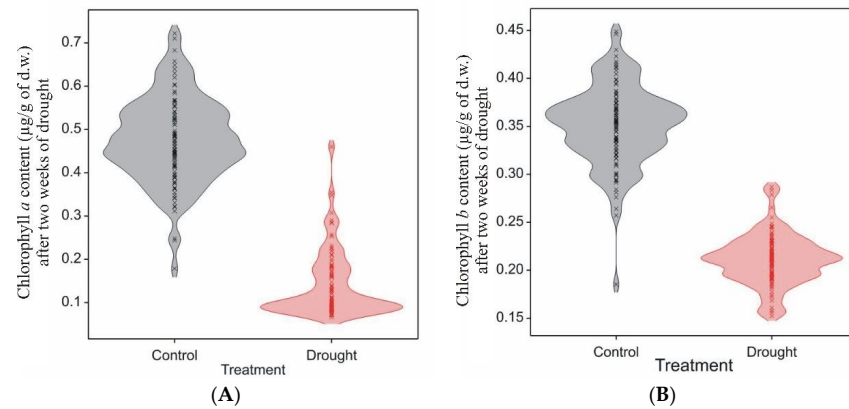 Chlorophyll a content (µg/g of d.w.)
after two weeks of drought
0.7
0.6
0.5
0.4
0.3
0.2
0.1
Control
Drought
Treatment
(A)
Chlorophyll b content (µg/g of d.w.)
after two weeks of drought
0.45
0.40
0.35
0.30
0.25
0.20
0.15
Control
Drought
Treatment
(B)